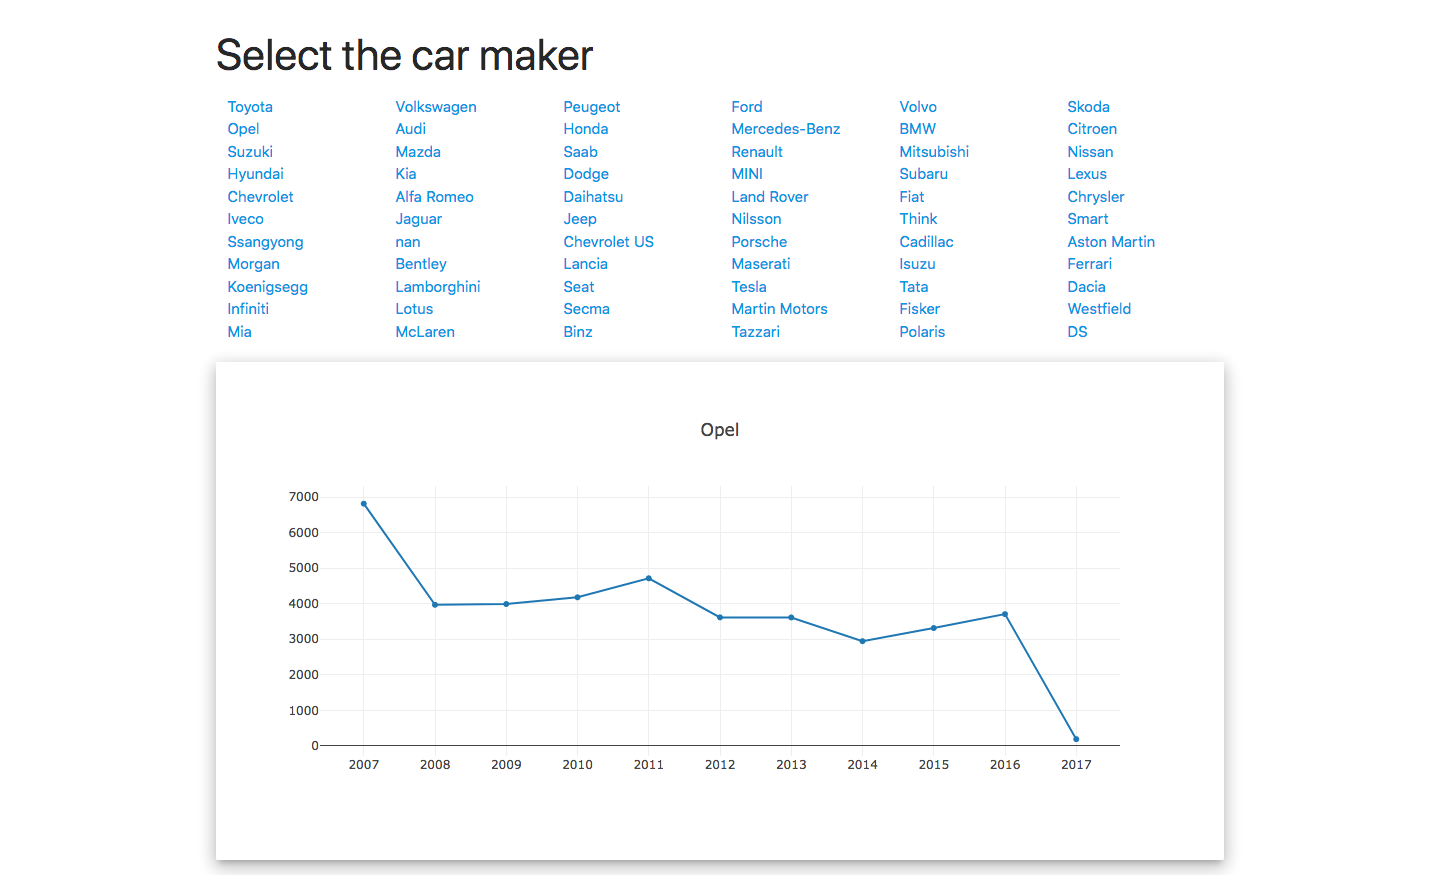 Select the car maker
Toyota Volkswagen Peugeot Ford Volvo Skoda
Opel Audi Honda Mercedes-Benz BMW Citroen
Suzuki Mazda Saab Renault Mitsubishi Nissan
Hyundai Kia Dodge MINI Subaru Lexus
Chevrolet Alfa Romeo Daihatsu Land Rover Fiat Chrysler
Iveco Jaguar Jeep Nilsson Think Smart
Ssangyong nan Chevrolet US Porsche Cadillac Aston Martin
Morgan Bentley Lancia Maserati Isuzu Ferrari
Koenigsegg Lamborghini Seat Tesla Tata Dacia
Infiniti Lotus Secma Martin Motors Fisker Westfield
Mia McLaren Binz Tazzari Polaris DS
Opel
7000
6000
5000
4000
3000
2000
1000
0
2007 2008 2009 2010 2011 2012 2013 2014 2015 2016 2017